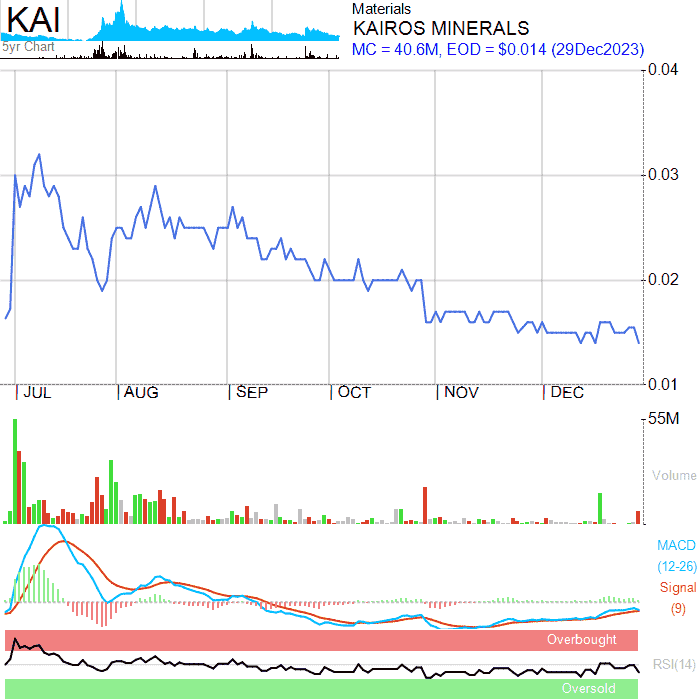 KAI
5yr Chart
Materials
KAIROS MINERALS
MC = 40.6M, EOD = $0.014 (29Dec2023)
0.04
0.03
0.02
0.01
JUL AUG SEP OCT NOV DEC
55M
Volume
MACD
(12-26)
Signal
(9)
Overbought
RSI(14)
Oversold